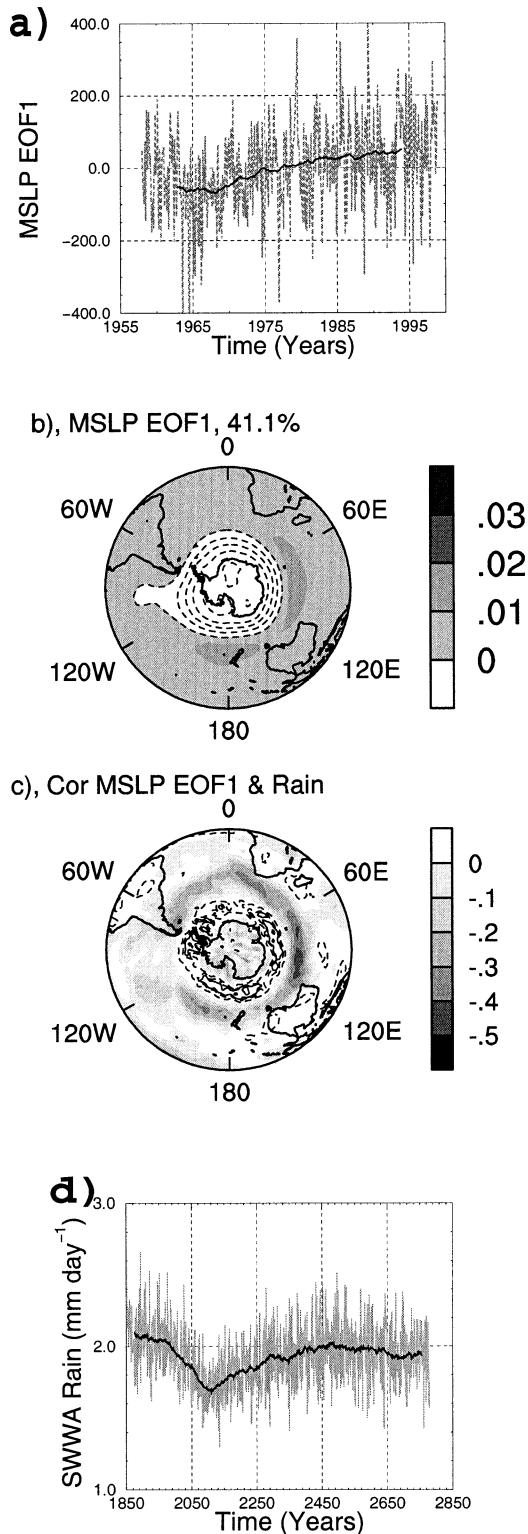 a)
400.0
200.0
0.0
−200.0
−400.0
MSLP EOF1
1955 1965 1975 1985 1995
Time (Years)
b), MSLP EOF1, 41.1%
0
60W 60E
120W 120E
180
.03
.02
.01
0
c), Cor MSLP EOF1 & Rain
0
60W 60E
120W 120E
180
0
-.1
-.2
-.3
-.4
-.5
d)
3.0
2.0
1.0
SWWA Rain (mm day⁻¹)
1850 2050 2250 2450 2650 2850
Time (Years)